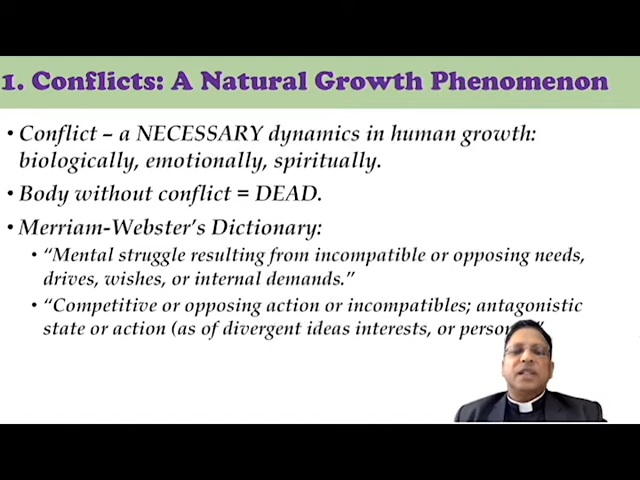 1. Conflicts: A Natural Growth Phenomenon
• Conflict – a NECESSARY dynamics in human growth:
biologically, emotionally, spiritually.
• Body without conflict = DEAD.
• Merriam-Webster's Dictionary:
• “Mental struggle resulting from incompatible or opposing needs,
drives, wishes, or internal demands.”
• “Competitive or opposing action or incompatibles; antagonistic
state or action (as of divergent ideas interests, or